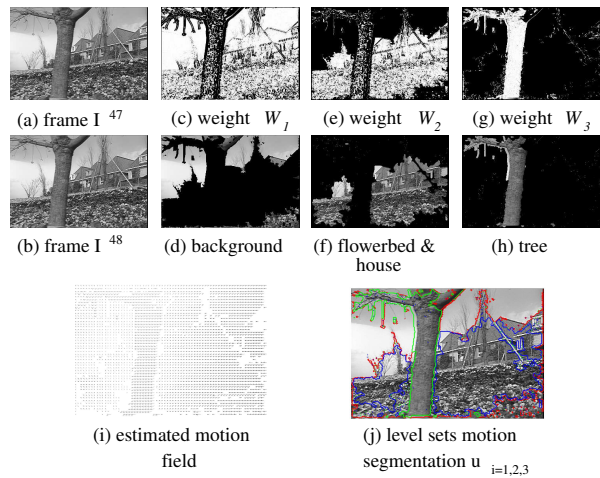 (a) frame I 47
(c) weight W1
(e) weight W2
(g) weight W3
(b) frame I 48
(d) background
(f) flowerbed &
house
(h) tree
(i) estimated motion
field
(j) level sets motion
segmentation u i=1,2,3